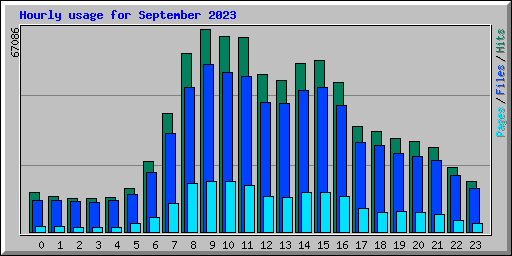 Hourly usage for September 2023
67086
Pages/Files/Hits
0 1 2 3 4 5 6 7 8 9 10 11 12 13 14 15 16 17 18 19 20 21 22 23